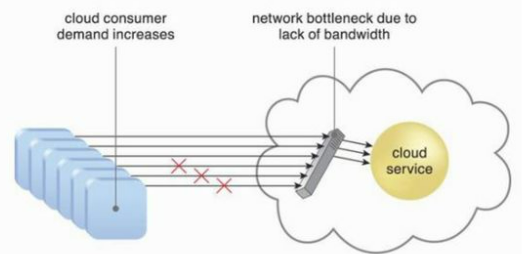 cloud consumer
demand increases
network bottleneck due to
lack of bandwidth
cloud
service